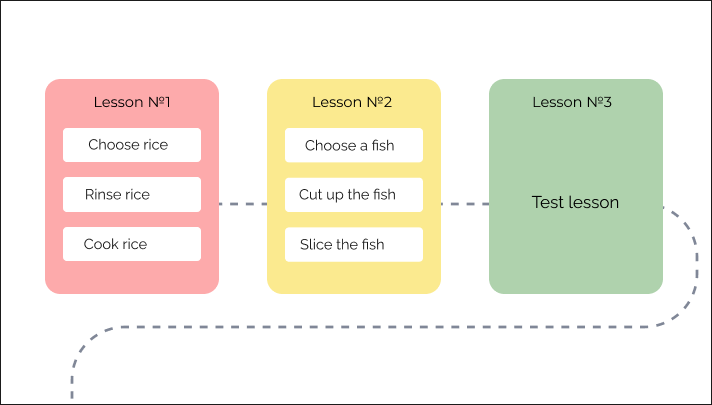 Lesson №1
Choose rice
Rinse rice
Cook rice
Lesson №2
Choose a fish
Cut up the fish
Slice the fish
Lesson №3
Test lesson